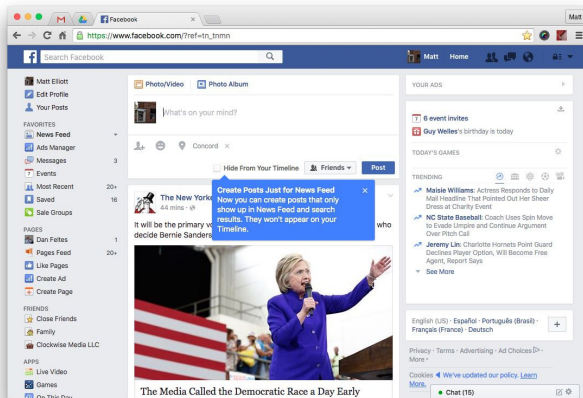 Facebook
Matt
https://www.facebook.com/?ref=tn_tnmn
Search Facebook
Matt
Home
Matt Elliott
Edit Profile
Your Posts
FAVORITES
News Feed
Ads Manager
Messages 3
Events
Most Recent 20+
Saved 16
Sale Groups
PAGES
Dan Feltes 1
Pages Feed 20+
Like Pages
Create Ad
Create Page
FRIENDS
Close Friends
Family
Clockwise Media LLC
APPS
Live Video
Games
On This Day
Photo/Video
Photo Album
What's on your mind?
Concord ×
Hide From Your Timeline
Friends
Post
Create Posts Just for News Feed
Now you can create posts that only
show up in News Feed and search
results. They won't appear on your
Timeline.
The New Yorke
44 mins
It will be the primary vo
who
decide Bernie Sanders
The Media Called the Democratic Race a Day Early
YOUR ADS
6 event invites
Guy Welles's birthday is today
TODAY'S GAMES
TRENDING
Maisie Williams: Actress Responds to Daily
Mail Headline That Pointed Out Her Sheer
Dress at Charity Event
NC State Baseball: Coach Uses Spin Move
to Evade Umpire and Continue Argument
Over Pitch Call
Jeremy Lin: Charlotte Hornets Point Guard
Declines Player Option, Will Become Free
Agent, Report Says
See More
English (US) · Español · Português (Brasil) ·
Français (France) · Deutsch
Privacy · Terms · Advertising · Ad Choices ·
More
Cookies
We've updated our policy. Learn
More.
Chat (15)